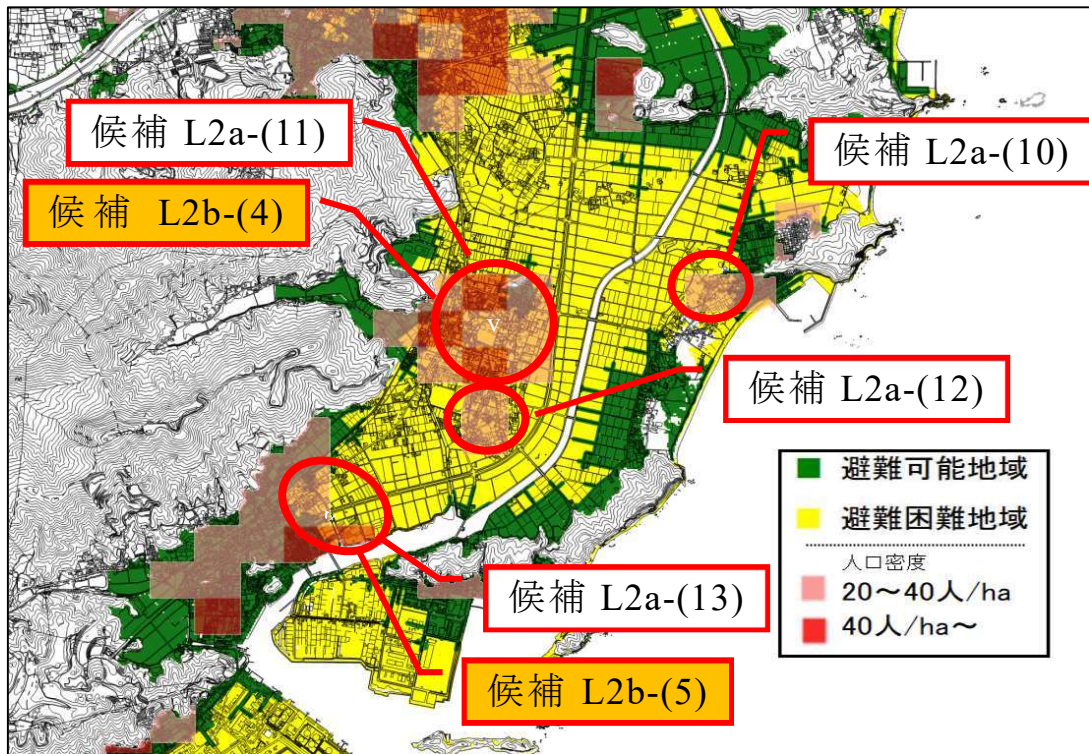 候補 L2a-(11)
候補 L2a-(10)
候補 L2b-(4)
V
候補 L2a-(12)
避難可能地域
避難困難地域
人口密度
20～40人/ha
40人/ha～
候補 L2a-(13)
候補 L2b-(5)